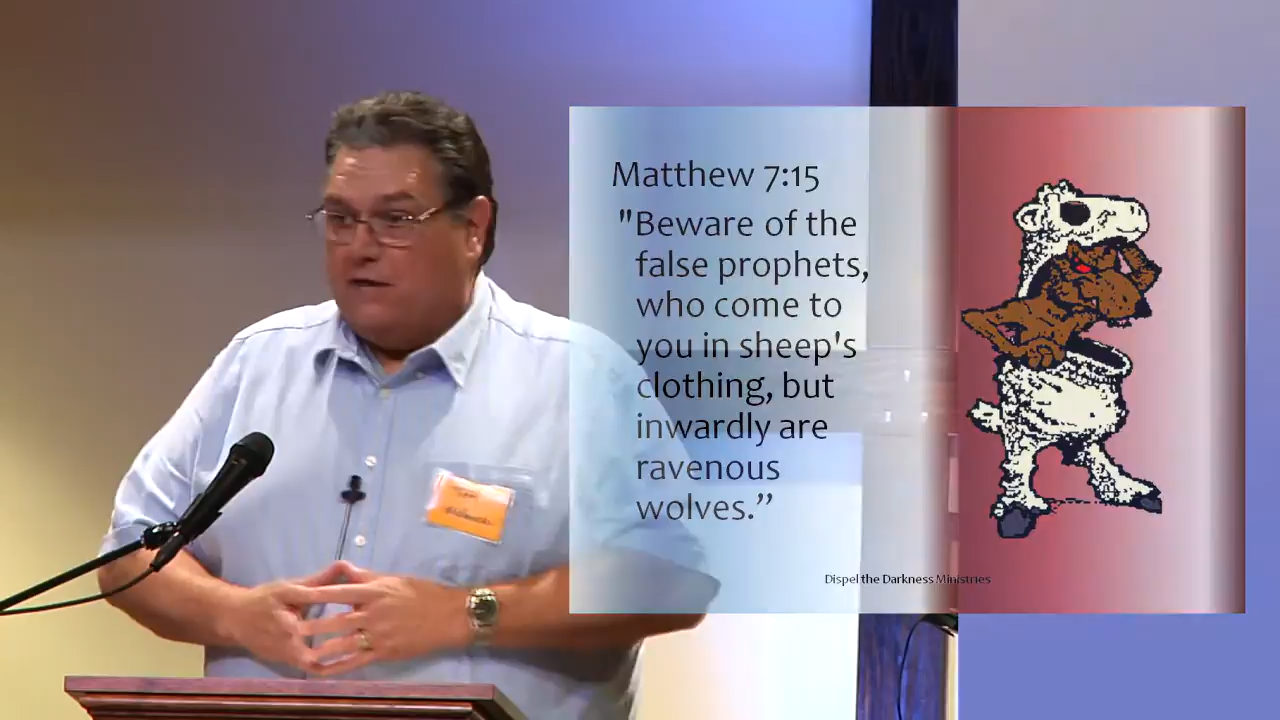 Matthew 7:15
"Beware of the
false prophets,
who come to
you in sheep's
clothing, but
inwardly are
ravenous
wolves.”
Dispel the Darkness Ministries